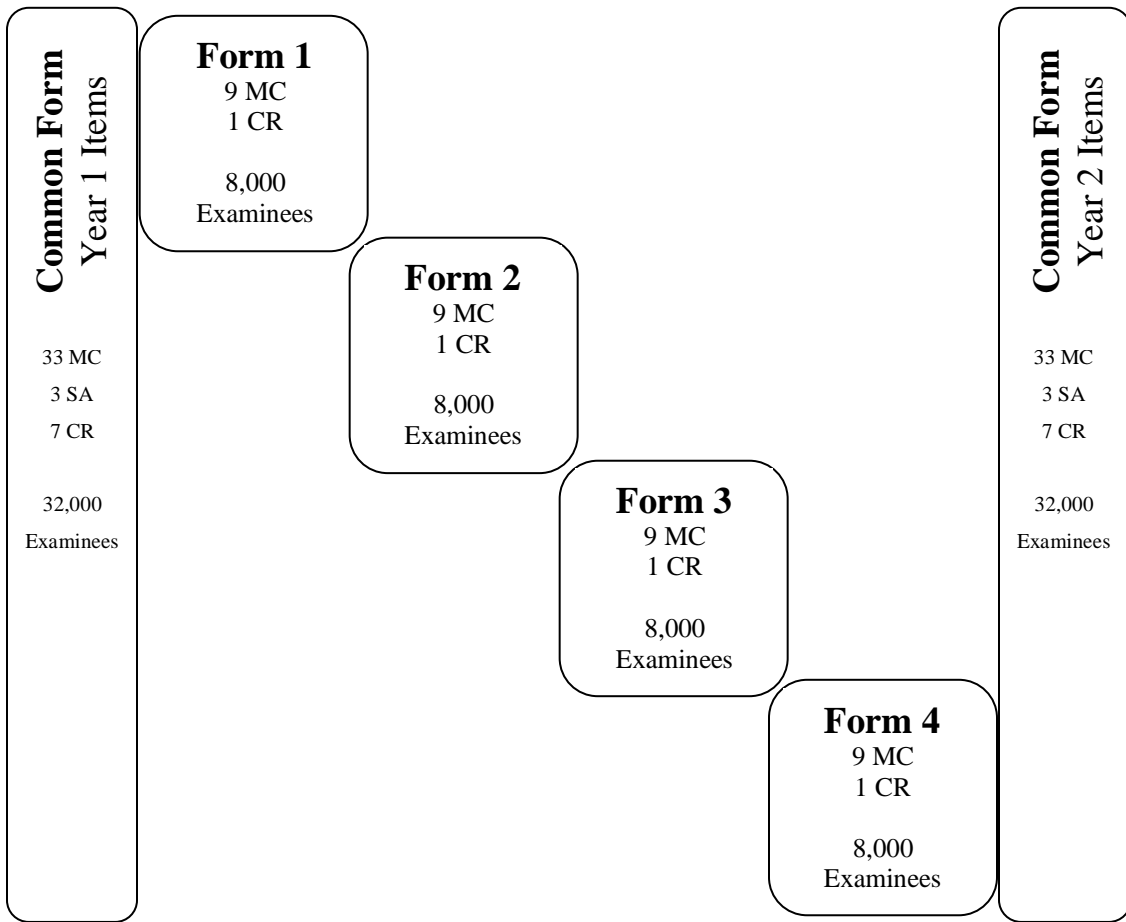 Common Form
Year 1 Items
33 MC
3 SA
7 CR
32,000
Examinees
Form 1
9 MC
1 CR
8,000
Examinees
Form 2
9 MC
1 CR
8,000
Examinees
Form 3
9 MC
1 CR
8,000
Examinees
Form 4
9 MC
1 CR
8,000
Examinees
Common Form
Year 2 Items
33 MC
3 SA
7 CR
32,000
Examinees